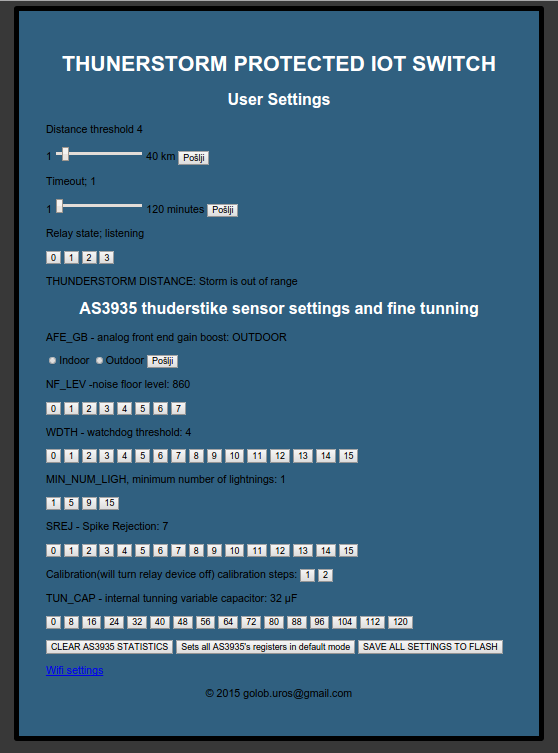 THUNERSTORM PROTECTED IOT SWITCH
User Settings
Distance threshold 4
1 40 km Pošlji
Timeout; 1
1 120 minutes Pošlji
Relay state; listening
0 1 2 3
THUNDERSTORM DISTANCE: Storm is out of range
AS3935 thuderstike sensor settings and fine tunning
AFE_GB - analog front end gain boost: OUTDOOR
Indoor Outdoor Pošlji
NF_LEV -noise floor level: 860
0 1 2 3 4 5 6 7
WDTH - watchdog threshold: 4
0 1 2 3 4 5 6 7 8 9 10 11 12 13 14 15
MIN_NUM_LIGH, minimum number of lightnings: 1
1 5 9 15
SREJ - Spike Rejection: 7
0 1 2 3 4 5 6 7 8 9 10 11 12 13 14 15
Calibration(will turn relay device off) calibration steps: 1 2
TUN_CAP - internal tunning variable capacitor: 32 µF
0 8 16 24 32 40 48 56 64 72 80 88 96 104 112 120
CLEAR AS3935 STATISTICS Sets all AS3935's registers in default mode SAVE ALL SETTINGS TO FLASH
Wifi settings
© 2015 golob.uros@gmail.com